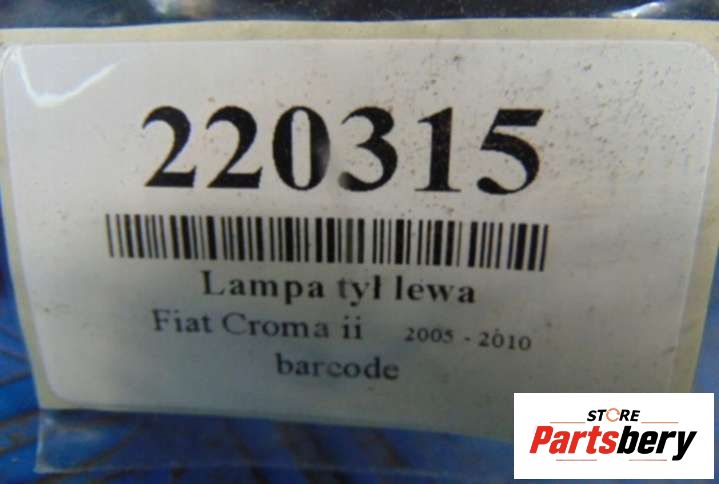 220315
Lampa tył lewa
Fiat Croma ii 2005 - 2010
barcode
STORE
Partsbery